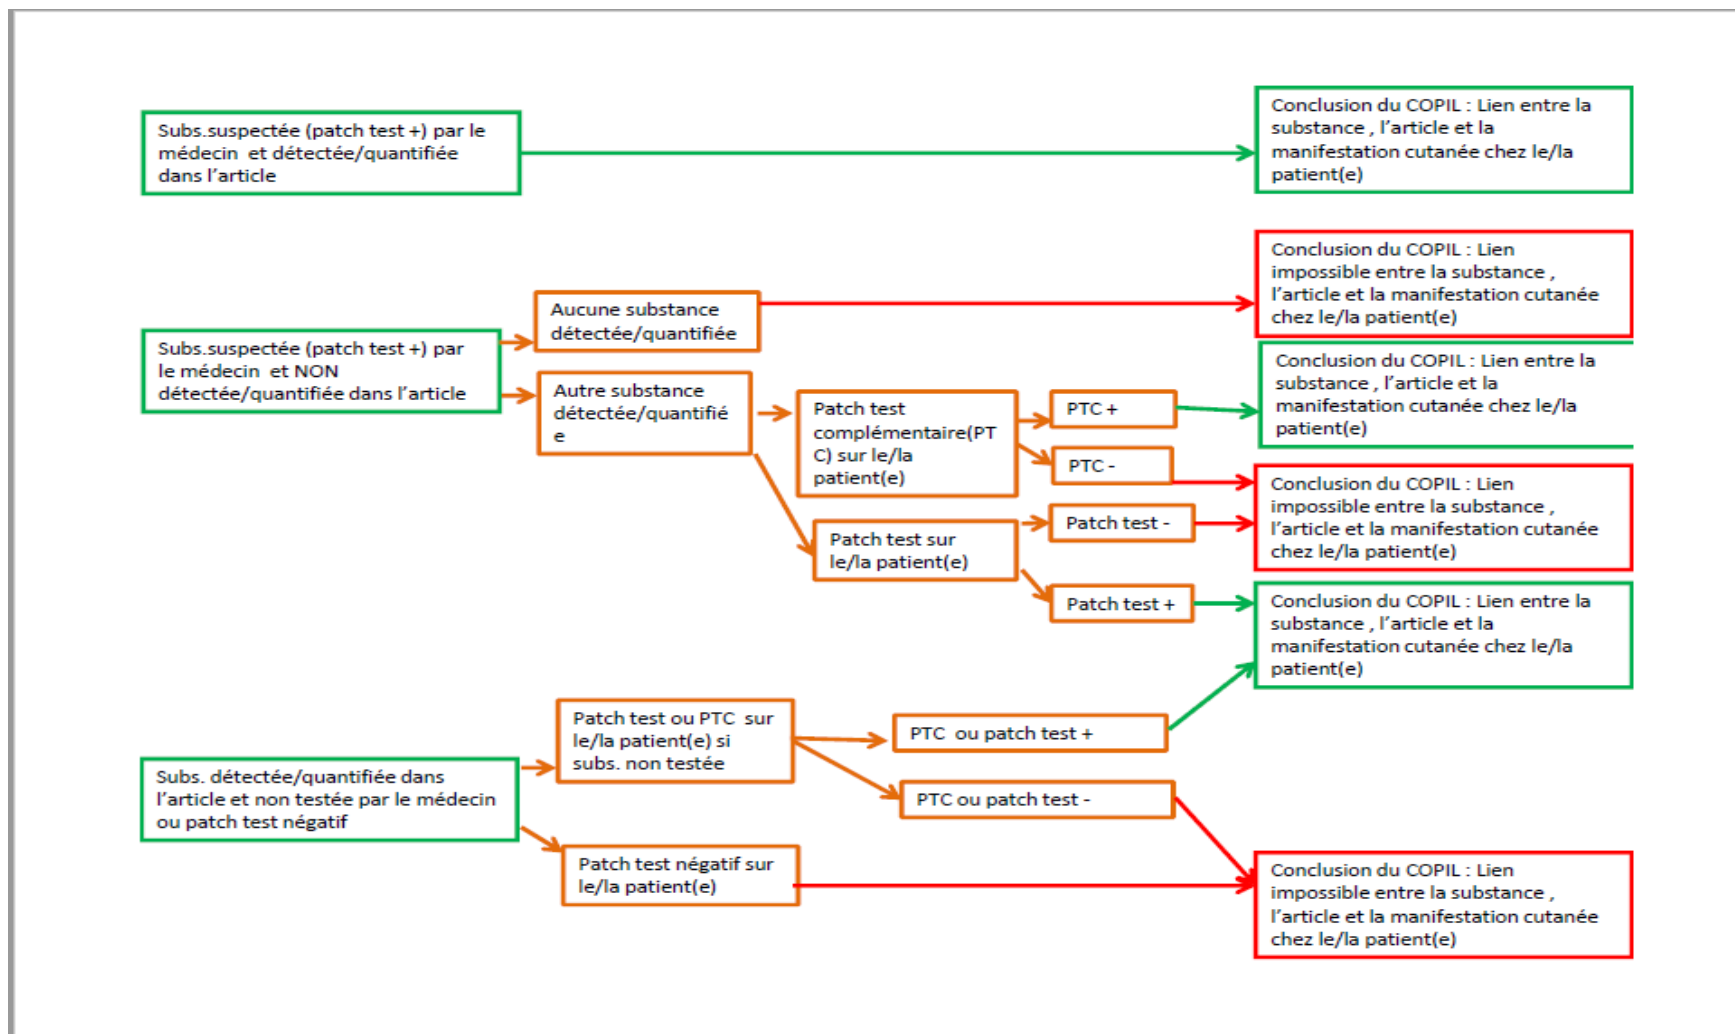 Subs.suspectée (patch test +) par le
médecin et détectée/quantifiée
dans l'article
Conclusion du COPIL : Lien entre la
substance , l'article et la
manifestation cutanée chez le/la
patient(e)
Subs.suspectée (patch test +) par
le médecin et NON
détectée/quantifiée dans l'article
Aucune substance
détectée/quantifiée
Conclusion du COPIL : Lien
impossible entre la substance ,
l'article et la manifestation cutanée
chez le/la patient(e)
Autre substance
détectée/quantifié
e
Patch test
complémentaire(PT
C) sur le/la
patient(e)
PTC +
Conclusion du COPIL : Lien entre la
substance , l'article et la
manifestation cutanée chez le/la
patient(e)
PTC -
Conclusion du COPIL : Lien
impossible entre la substance ,
l'article et la manifestation cutanée
chez le/la patient(e)
Patch test sur
le/la patient(e)
Patch test -
Patch test +
Conclusion du COPIL : Lien entre la
substance , l'article et la
manifestation cutanée chez le/la
patient(e)
Subs. détectée/quantifiée dans
l'article et non testée par le médecin
ou patch test négatif
Patch test ou PTC sur
le/la patient(e) si
subs. non testée
PTC ou patch test +
PTC ou patch test -
Patch test négatif sur
le/la patient(e)
Conclusion du COPIL : Lien
impossible entre la substance ,
l'article et la manifestation cutanée
chez le/la patient(e)